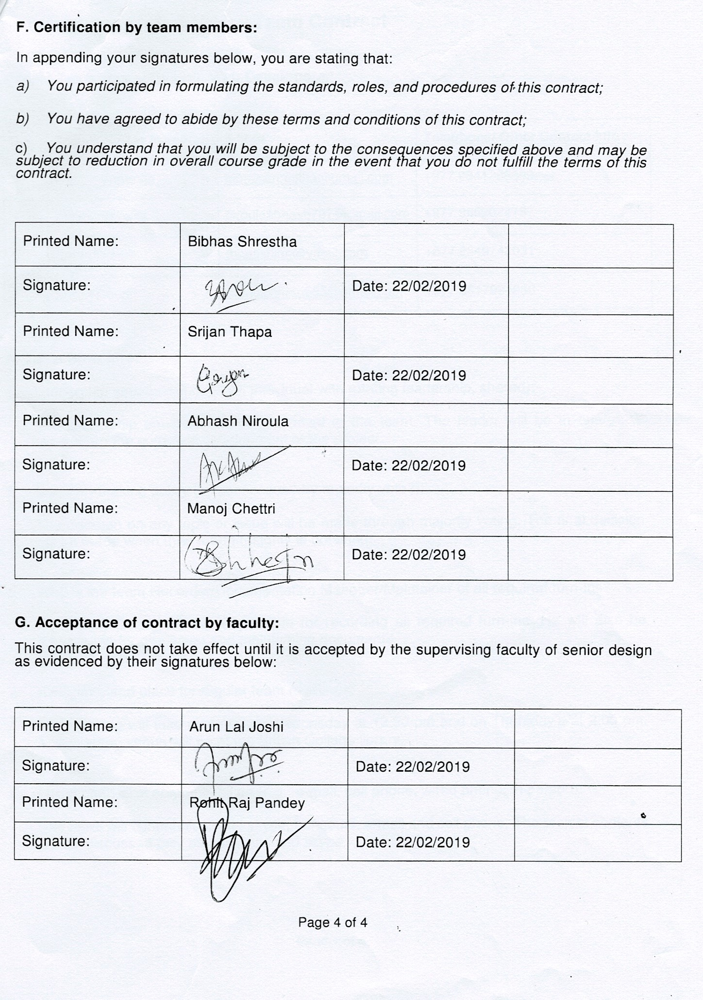 F. Certification by team members:
In appending your signatures below, you are stating that:
a) You participated in formulating the standards, roles, and procedures of this contract;
b) You have agreed to abide by these terms and conditions of this contract;
c) You understand that you will be subject to the consequences specified above and may be
subject to reduction in overall course grade in the event that you do not fulfill the terms of this
contract.
Printed Name: Bibhas Shrestha
Signature: Date: 22/02/2019
Printed Name: Srijan Thapa
Signature: Date: 22/02/2019
Printed Name: Abhash Niroula
Signature: Date: 22/02/2019
Printed Name: Manoj Chettri
Signature: Date: 22/02/2019
G. Acceptance of contract by faculty:
This contract does not take effect until it is accepted by the supervising faculty of senior design
as evidenced by their signatures below:
Printed Name: Arun Lal Joshi
Signature: Date: 22/02/2019
Printed Name: Rohit Raj Pandey
Signature: Date: 22/02/2019
Page 4 of 4